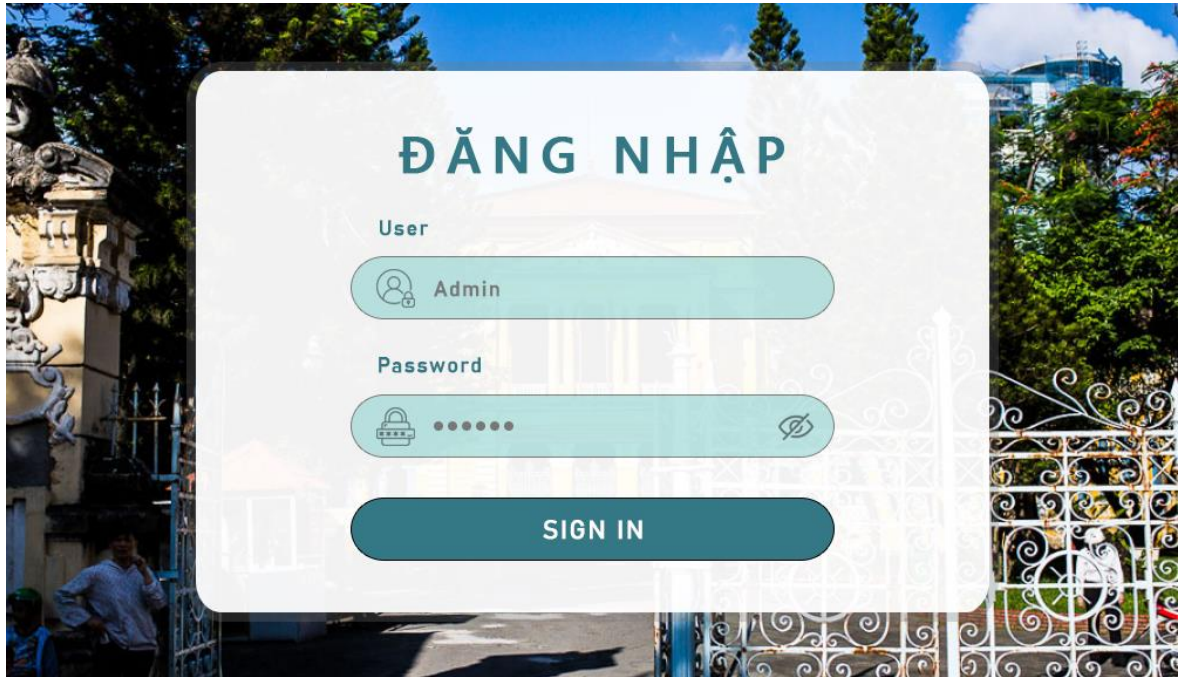 ĐĂNG NHẬP
User
Admin
Password
••••••
SIGN IN